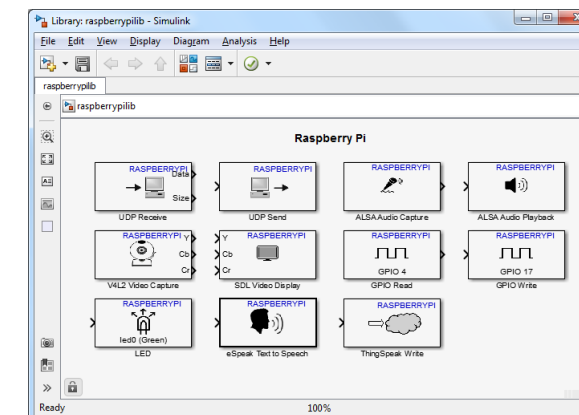 Library: raspberrypilib - Simulink
File Edit View Display Diagram Analysis Help
raspberrypilib
raspberrypilib
Raspberry Pi
RASPBERRYPI
Data
Size
UDP Receive
RASPBERRYPI
UDP Send
RASPBERRYPI
ALSA Audio Capture
RASPBERRYPI
ALSA Audio Playback
RASPBERRYPI
Y
Cb
Cr
V4L2 Video Capture
Y
Cb
Cr
RASPBERRYPI
SDL Video Display
RASPBERRYPI
GPIO 4
GPIO Read
RASPBERRYPI
GPIO 17
GPIO Write
RASPBERRYPI
led0 (Green)
LED
RASPBERRYPI
eSpeak Text to Speech
RASPBERRYPI
ThingSpeak Write
Ready 100%